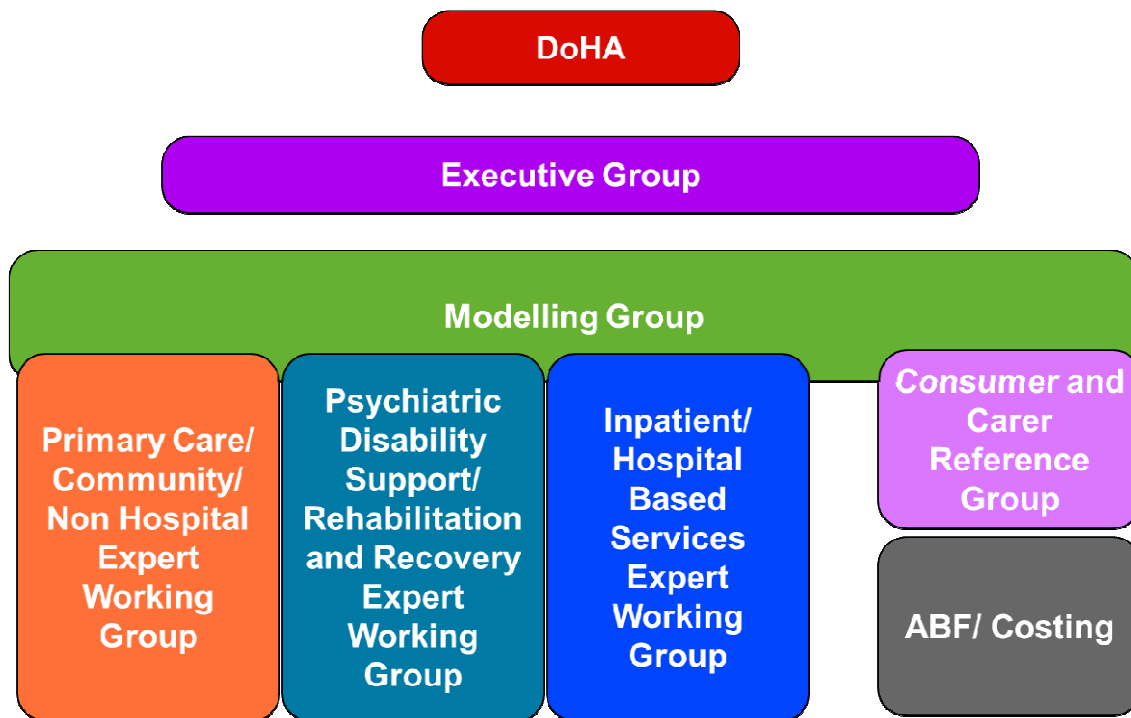 DoHA
Executive Group
Modelling Group
Primary Care/
Community/
Non Hospital
Expert
Working
Group
Psychiatric
Disability
Support/
Rehabilitation
and Recovery
Expert
Working
Group
Inpatient/
Hospital
Based
Services
Expert
Working
Group
Consumer and
Carer
Reference
Group
ABF/ Costing